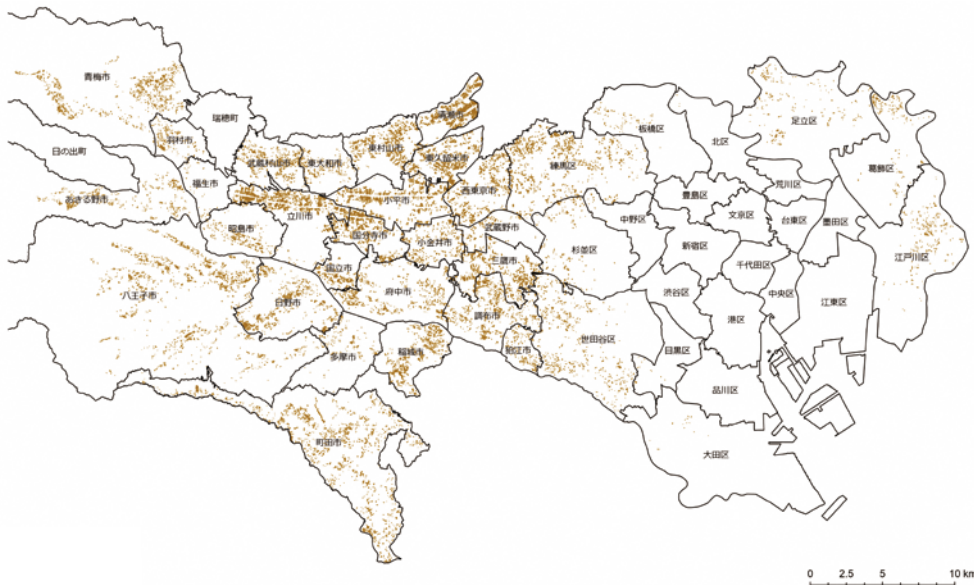 青梅市
瑞穂町
羽村市
日の出町
福生市
あきる野市
武蔵村山市
東大和市
東村山市
清瀬市
東久留米市
西東京市
小平市
立川市
昭島市
国分寺市
小金井市
武蔵野市
三鷹市
国立市
府中市
調布市
狛江市
八王子市
日野市
多摩市
稲城市
町田市
練馬区
板橋区
北区
足立区
葛飾区
荒川区
豊島区
文京区
台東区
墨田区
中野区
杉並区
新宿区
千代田区
江戸川区
渋谷区
中央区
江東区
港区
世田谷区
目黒区
品川区
大田区
0 2.5 5 10 km